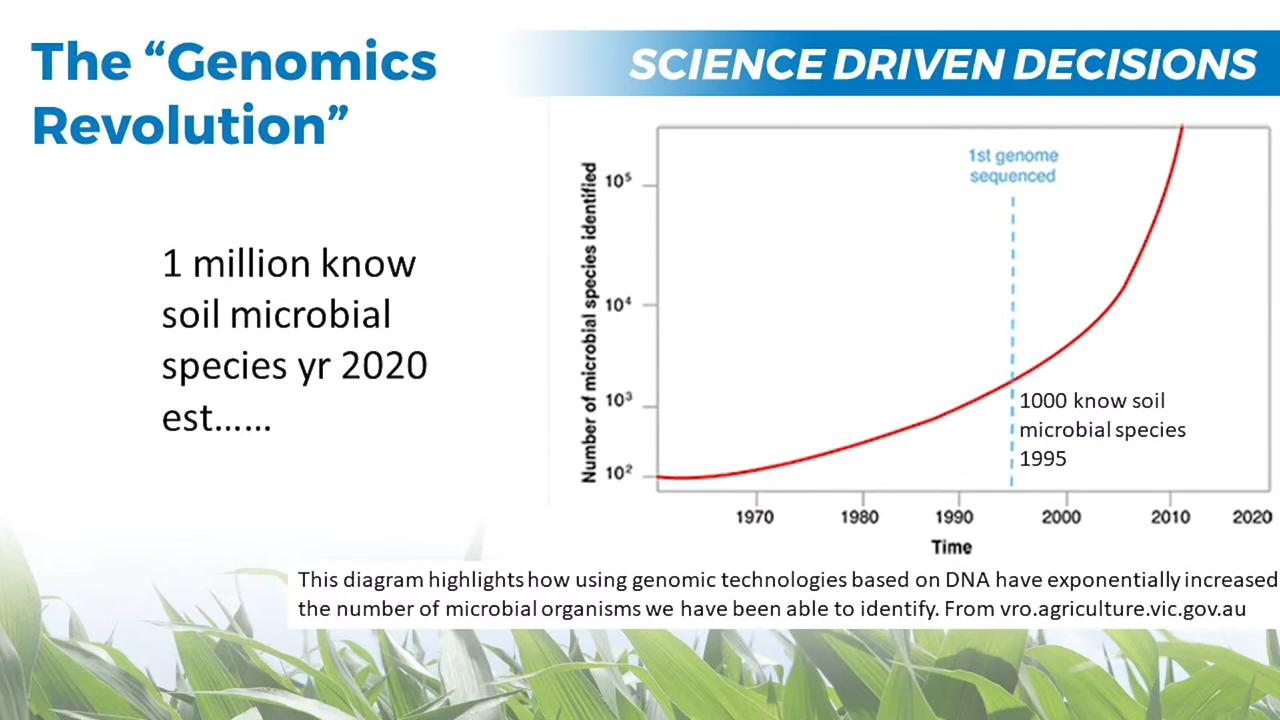 The “Genomics
Revolution”
SCIENCE DRIVEN DECISIONS
1 million know
soil microbial
species yr 2020
est……
Number of microbial species identified
10⁵
10⁴
10³
10²
1st genome
sequenced
1000 know soil
microbial species
1995
1970 1980 1990 2000 2010 2020
Time
This diagram highlights how using genomic technologies based on DNA have exponentially increased
the number of microbial organisms we have been able to identify. From vro.agriculture.vic.gov.au